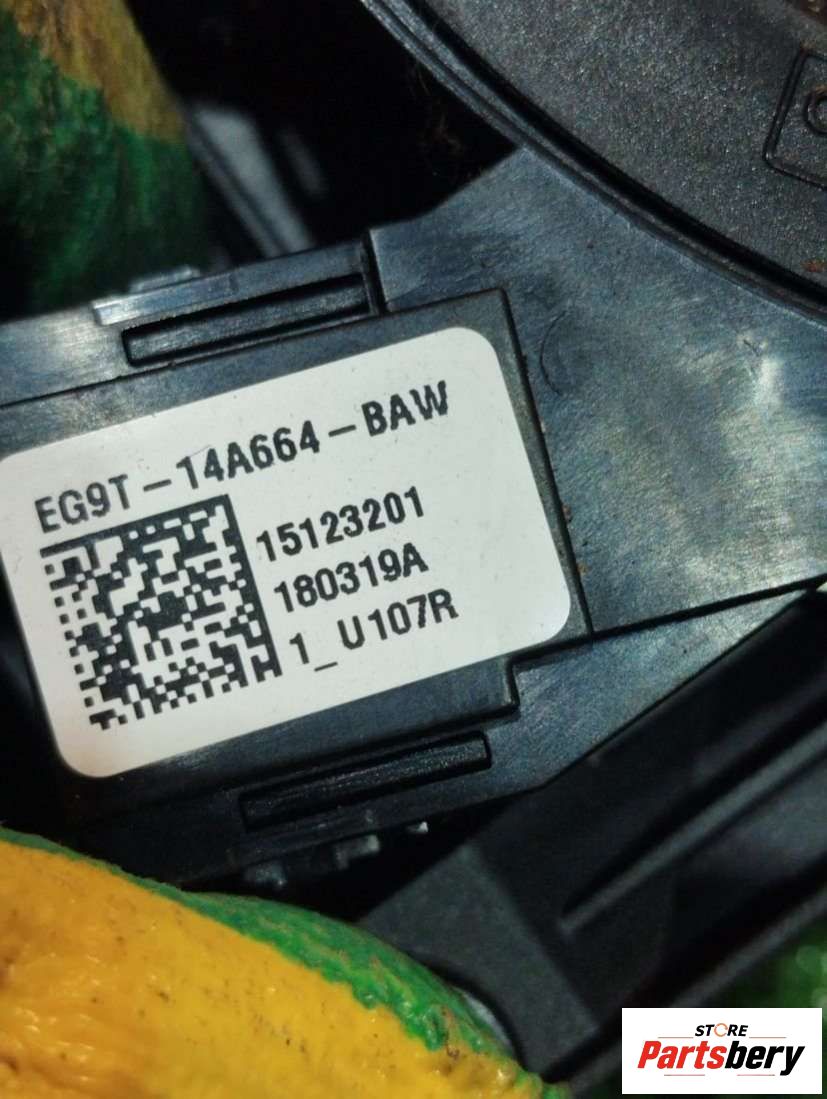 EG9T-14A664-BAW
15123201
180319A
1_U107R
STORE
Partsbery